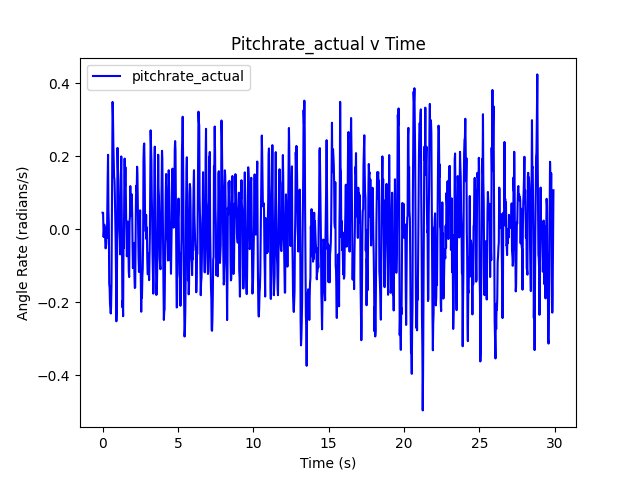 Pitchrate_actual v Time
pitchrate_actual
Angle Rate (radians/s)
0.4
0.2
0.0
−0.2
−0.4
0 5 10 15 20 25 30
Time (s)